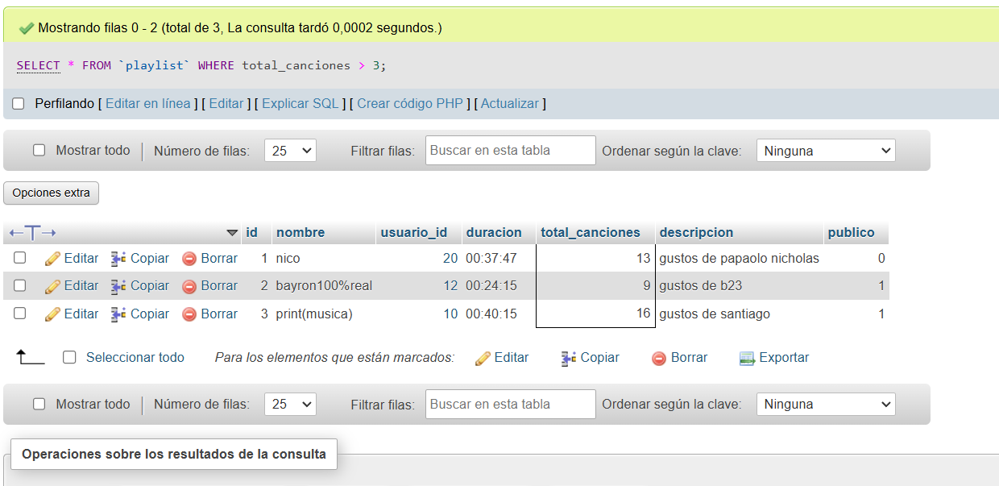 Mostrando filas 0 - 2 (total de 3, La consulta tardó 0,0002 segundos.)
SELECT * FROM `playlist` WHERE total_canciones > 3;
Perfilando [ Editar en línea ] [ Editar ] [ Explicar SQL ] [ Crear código PHP ] [ Actualizar ]
Mostrar todo | Número de filas: 25 Filtrar filas: Buscar en esta tabla Ordenar según la clave: Ninguna
Opciones extra
←T→ id nombre usuario_id duracion total_canciones descripcion publico
Editar Copiar Borrar 1 nico 20 00:37:47 13 gustos de papaolo nicholas 0
Editar Copiar Borrar 2 bayron100%real 12 00:24:15 9 gustos de b23 1
Editar Copiar Borrar 3 print(musica) 10 00:40:15 16 gustos de santiago 1
Seleccionar todo Para los elementos que están marcados: Editar Copiar Borrar Exportar
Mostrar todo | Número de filas: 25 Filtrar filas: Buscar en esta tabla Ordenar según la clave: Ninguna
Operaciones sobre los resultados de la consulta